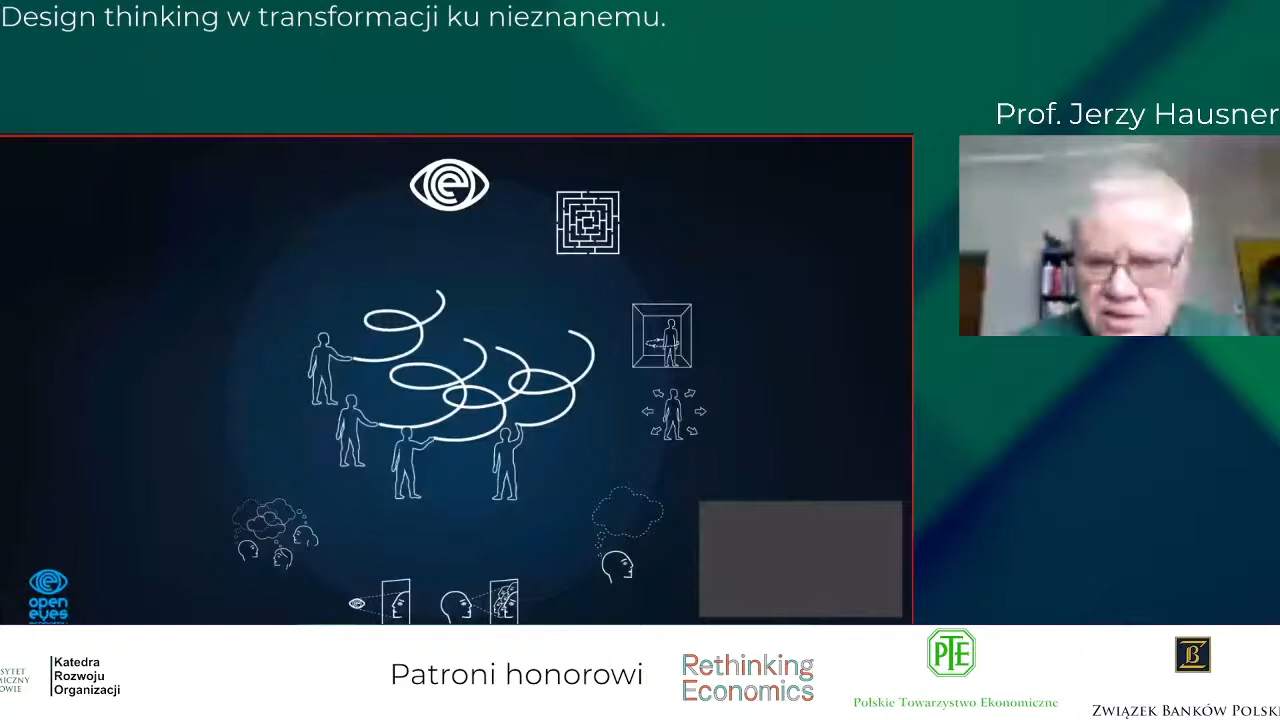 Design thinking w transformacji ku nieznanemu.
Prof. Jerzy Hausner
open
eyes
Katedra
Rozwoju
Organizacji
Patroni honorowi
Rethinking
Economics
PTE
Polskie Towarzystwo Ekonomiczne
Związek Banków Polski